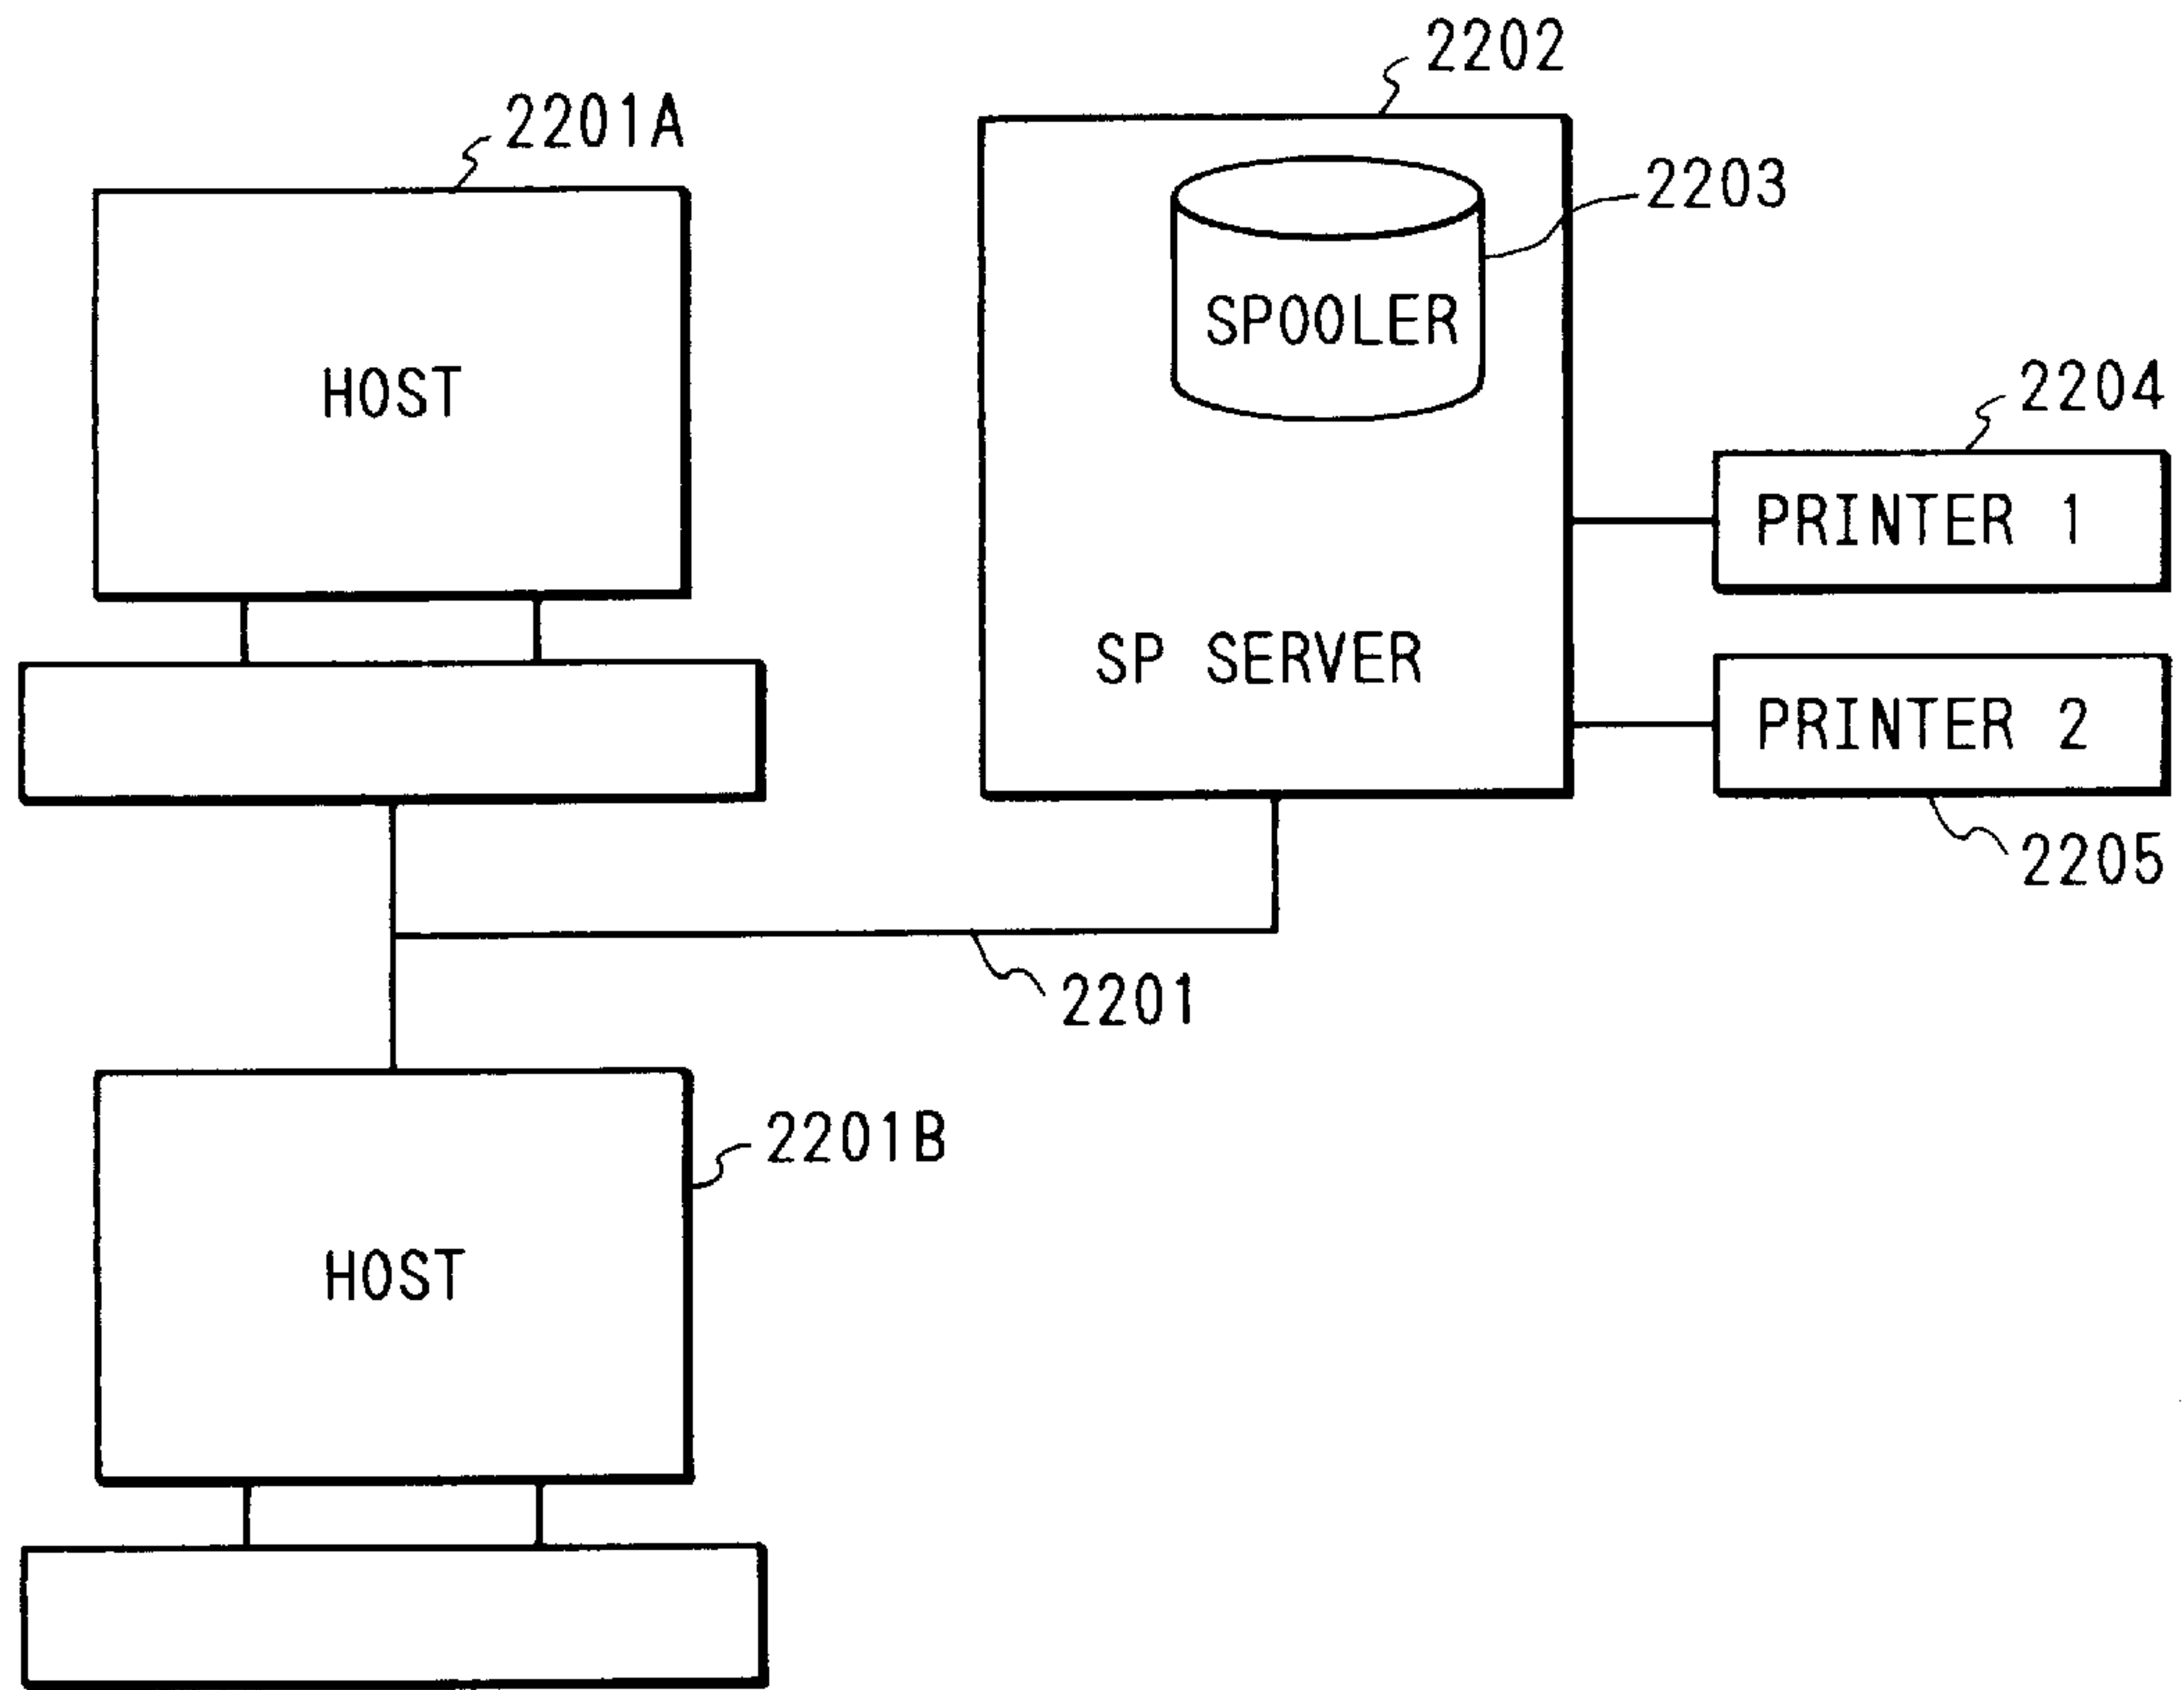 2202
2201A
2203
SPOOLER
HOST
2204
PRINTER 1
SP SERVER
PRINTER 2
2205
2201
2201B
HOST